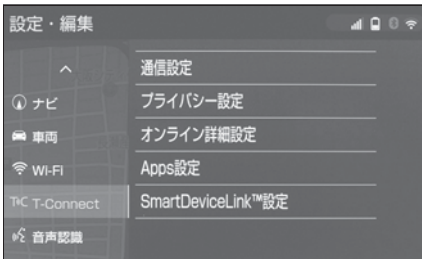 設定・編集
ナビ
車両
Wi-Fi
T-Connect
音声認識
通信設定
プライバシー設定
オンライン詳細設定
Apps設定
SmartDeviceLink™設定